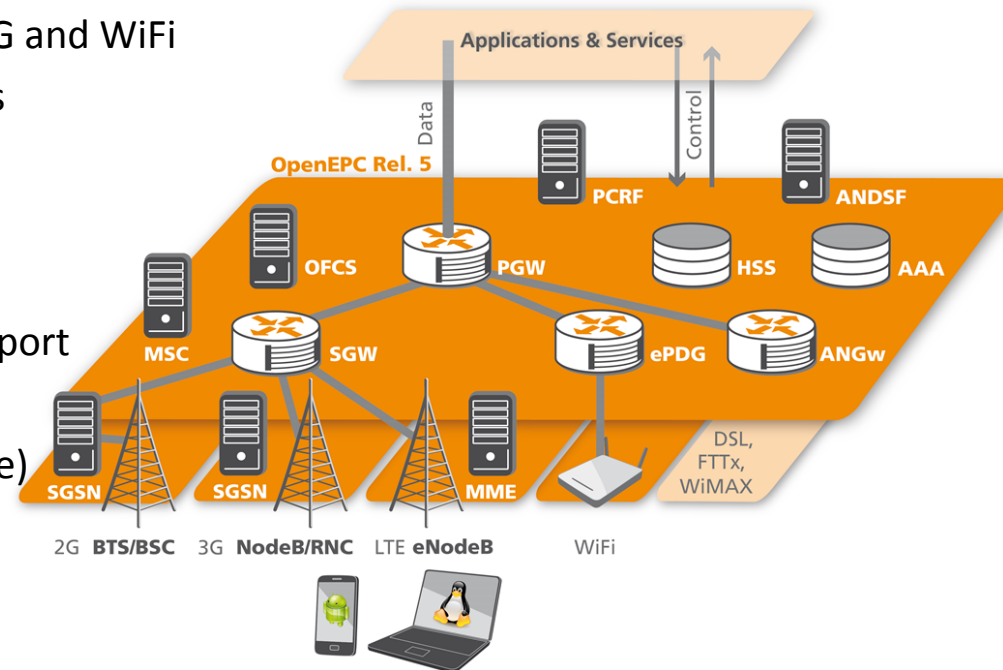 G and WiFi
s
port
e)
Applications & Services
Data
Control
OpenEPC Rel. 5
PCRF
ANDSF
OFCS
PGW
HSS
AAA
MSC
SGW
ePDG
ANGw
SGSN
SGSN
MME
DSL,
FTTx,
WiMAX
2G BTS/BSC
3G NodeB/RNC
LTE eNodeB
WiFi